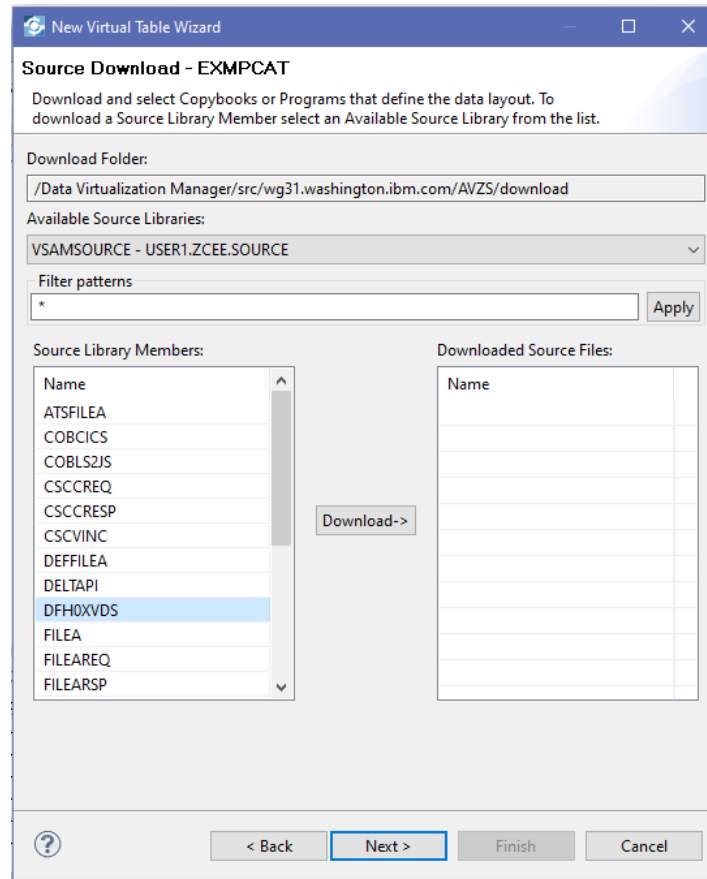 New Virtual Table Wizard
Source Download - EXMPCAT
Download and select Copybooks or Programs that define the data layout. To
download a Source Library Member select an Available Source Library from the list.
Download Folder:
/Data Virtualization Manager/src/wg31.washington.ibm.com/AVZS/download
Available Source Libraries:
VSAMSOURCE - USER1.ZCEE.SOURCE
Filter patterns
*
Apply
Source Library Members:
Name
ATSFILEA
COBCICS
COBLS2JS
CSCCREQ
CSCCRESP
CSCVINC
DEFFILEA
DELTAPI
DFH0XVDS
FILEA
FILEAREQ
FILEARSP
Download->
Downloaded Source Files:
Name
?
< Back
Next >
Finish
Cancel